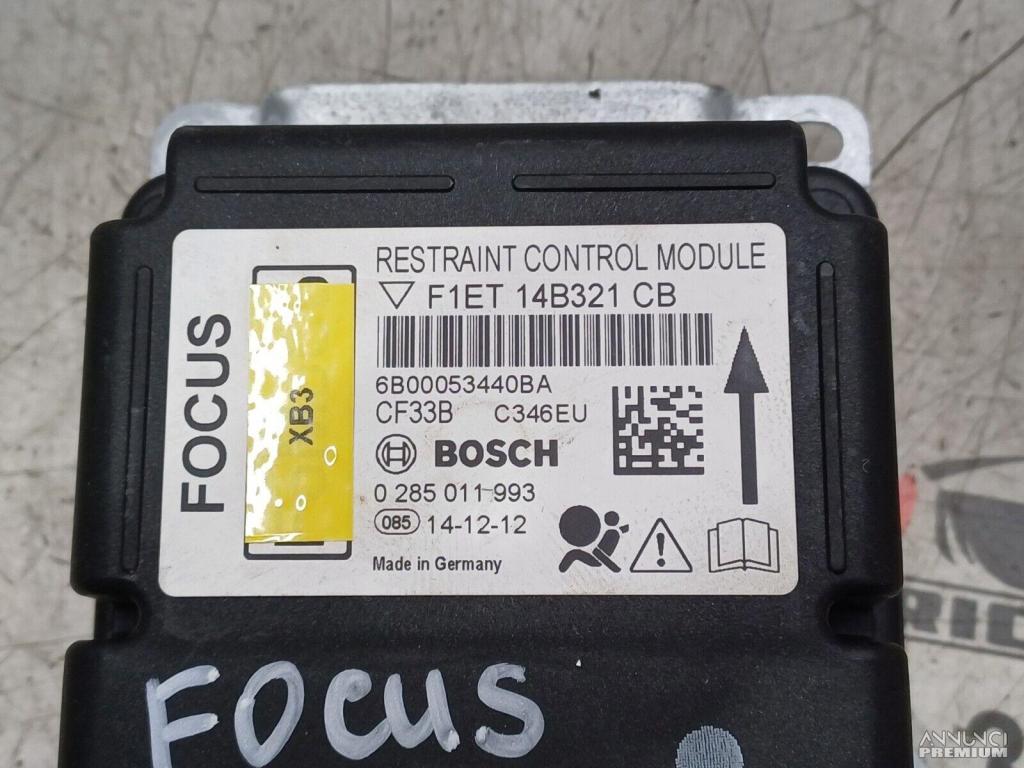 RESTRAINT CONTROL MODULE
F1ET 14B321 CB
6B00053440BA
CF33B C346EU
BOSCH
0 285 011 993
085 14-12-12
Made in Germany
FOCUS
XB3
FOCUS
RIC
ANNUNCI
PREMIUM